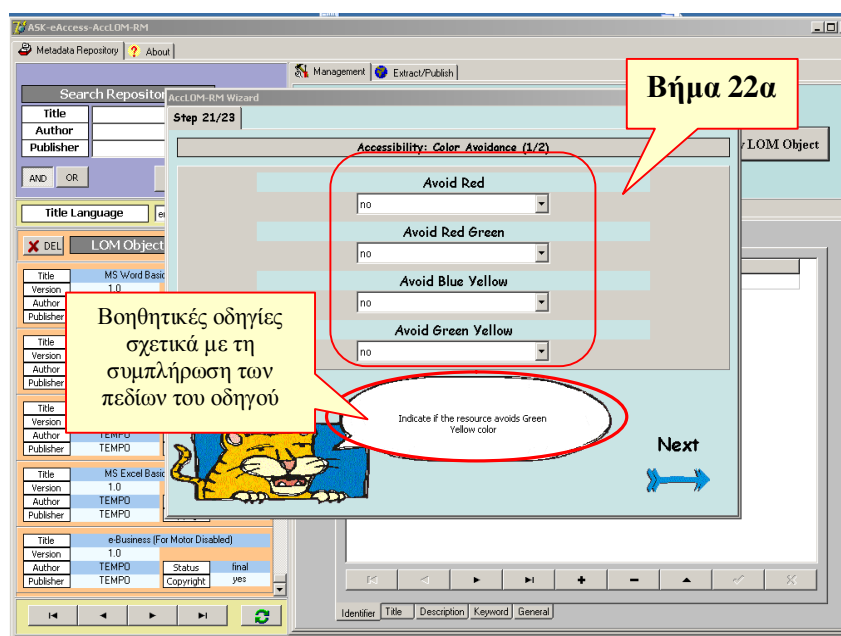 ASK-eAccess-AccLOM-RM
Metadata Repository
? About
Management
Extract/Publish
Βήμα 22α
AccLOM-RM Wizard
Step 21/23
Accessibility: Color Avoidance (1/2)
Title
Author
Publisher
LOM Object
AND OR
Title Language
Avoid Red
no
Avoid Red Green
no
Avoid Blue Yellow
no
Avoid Green Yellow
no
DEL
LOM Object
Title MS Word Basic
Version 1.0
Author
Publisher
Βοηθητικές οδηγίες
σχετικά με τη
συμπλήρωση των
πεδίων του οδηγού
Indicate if the resource avoids Green
Yellow color
Next
Title
Version
Author
Publisher
Title
Version
Author TEMPO
Publisher TEMPO
Title MS Excel Basic
Version 1.0
Author TEMPO
Publisher TEMPO
Title e-Business (For Motor Disabled)
Version 1.0
Author TEMPO Status final
Publisher TEMPO Copyright yes
Identifier Title Description Keyword General